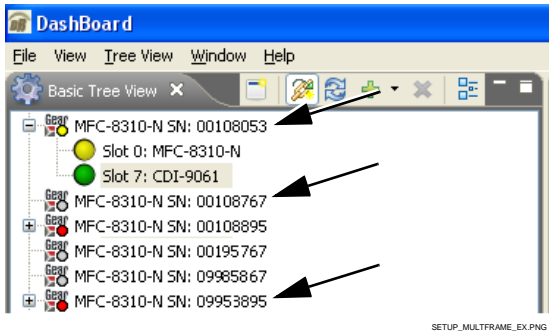 DashBoard
File View Tree View Window Help
Basic Tree View
Gear MFC-8310-N SN: 00108053
Slot 0: MFC-8310-N
Slot 7: CDI-9061
Gear MFC-8310-N SN: 00108767
Gear MFC-8310-N SN: 00108895
Gear MFC-8310-N SN: 00195767
Gear MFC-8310-N SN: 09985867
Gear MFC-8310-N SN: 09953895
SETUP_MULTFRAME_EX.PNG